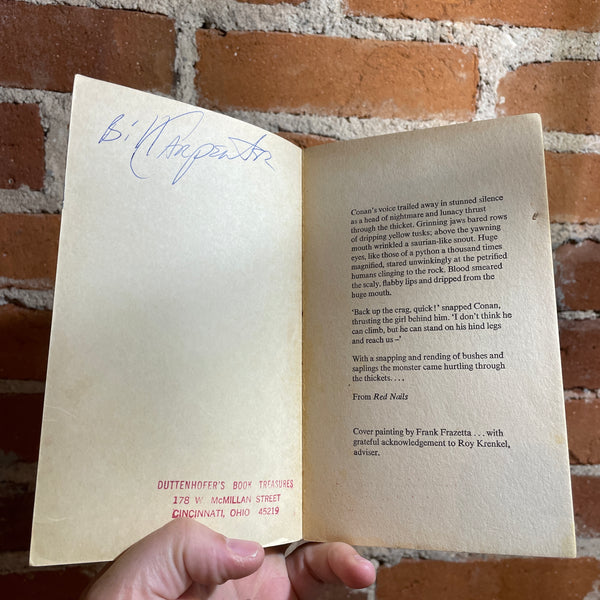 Bill Carpenter
DUTTENHOFER'S BOOK TREASURES
178 W. McMILLAN STREET
CINCINNATI, OHIO 45219
Conan's voice trailed away in stunned silence
as a head of nightmare and lunacy thrust
through the thicket. Grinning jaws bared rows
of dripping yellow tusks; above the yawning
mouth wrinkled a saurian-like snout. Huge
eyes, like those of a python a thousand times
magnified, stared unwinkingly at the petrified
humans clinging to the rock. Blood smeared
the scaly, flabby lips and dripped from the
huge mouth.
'Back up the crag, quick!' snapped Conan,
thrusting the girl behind him. 'I don't think he
can climb, but he can stand on his hind legs
and reach us –'
With a snapping and rending of bushes and
saplings the monster came hurtling through
the thickets. . . .
From Red Nails
Cover painting by Frank Frazetta . . . with
grateful acknowledgement to Roy Krenkel,
adviser.